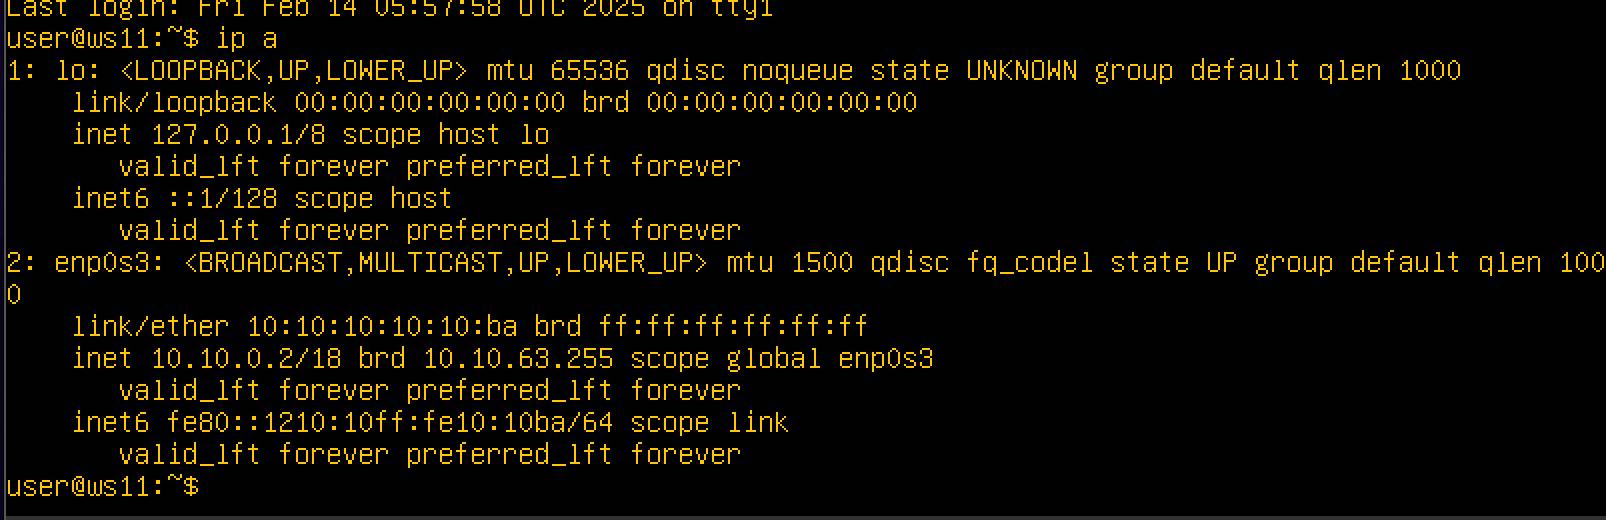 Last login: Fri Feb 14 05:57:58 UTC 2025 on tty1
user@ws11:~$ ip a
1: lo: <LOOPBACK,UP,LOWER_UP> mtu 65536 qdisc noqueue state UNKNOWN group default qlen 1000
    link/loopback 00:00:00:00:00:00 brd 00:00:00:00:00:00
    inet 127.0.0.1/8 scope host lo
       valid_lft forever preferred_lft forever
    inet6 ::1/128 scope host
       valid_lft forever preferred_lft forever
2: enp0s3: <BROADCAST,MULTICAST,UP,LOWER_UP> mtu 1500 qdisc fq_codel state UP group default qlen 100
0
    link/ether 10:10:10:10:10:ba brd ff:ff:ff:ff:ff:ff
    inet 10.10.0.2/18 brd 10.10.63.255 scope global enp0s3
       valid_lft forever preferred_lft forever
    inet6 fe80::1210:10ff:fe10:10ba/64 scope link
       valid_lft forever preferred_lft forever
user@ws11:~$